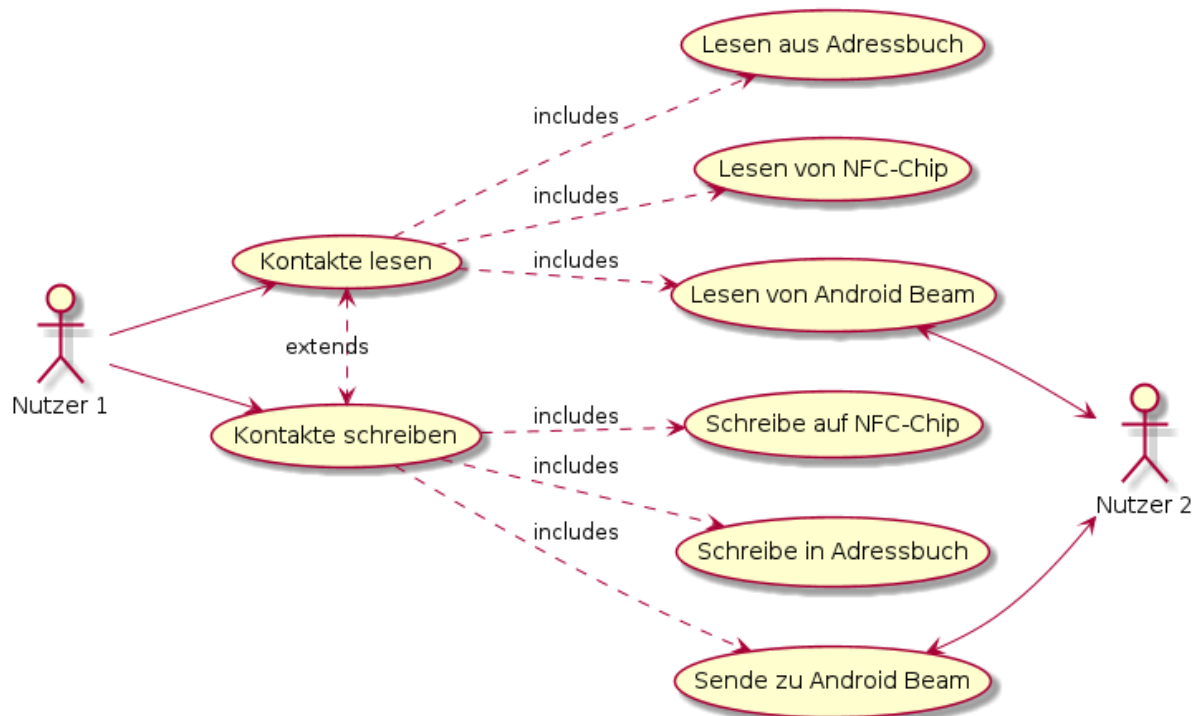 Lesen aus Adressbuch
includes
Lesen von NFC-Chip
includes
Kontakte lesen
includes
Lesen von Android Beam
extends
Nutzer 1
Kontakte schreiben
includes
Schreibe auf NFC-Chip
includes
Nutzer 2
includes
Schreibe in Adressbuch
Sende zu Android Beam